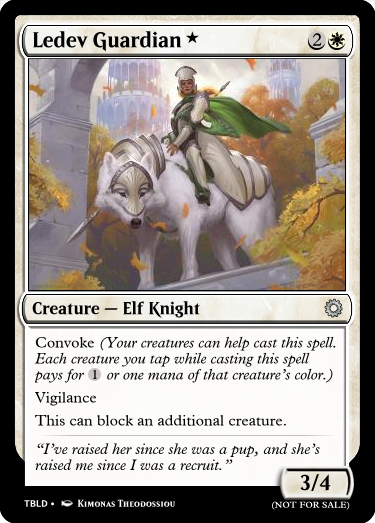 Ledev Guardian ★ 2
Creature — Elf Knight
Convoke (Your creatures can help cast this spell.
Each creature you tap while casting this spell
pays for 1 or one mana of that creature's color.)
Vigilance
This can block an additional creature.
"I've raised her since she was a pup, and she's
raised me since I was a recruit."
3/4
TBLD • Kimonas Theodossiou (NOT FOR SALE)